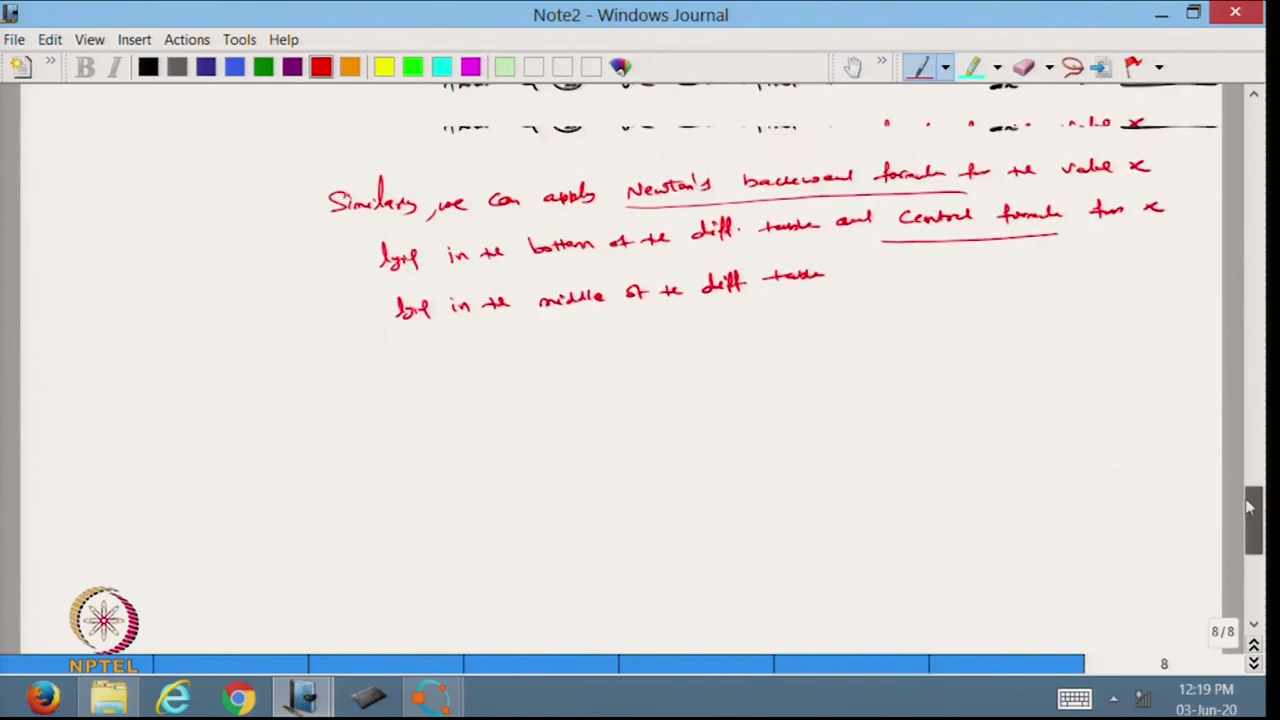 Note2 - Windows Journal
File Edit View Insert Actions Tools Help
Similarly, we can apply Newton's backward formula for the value x
lying in the bottom of the diff. table and Central formula for x
lying in the middle of the diff table
8/8
NPTEL
8
12:19 PM
03-Jun-20